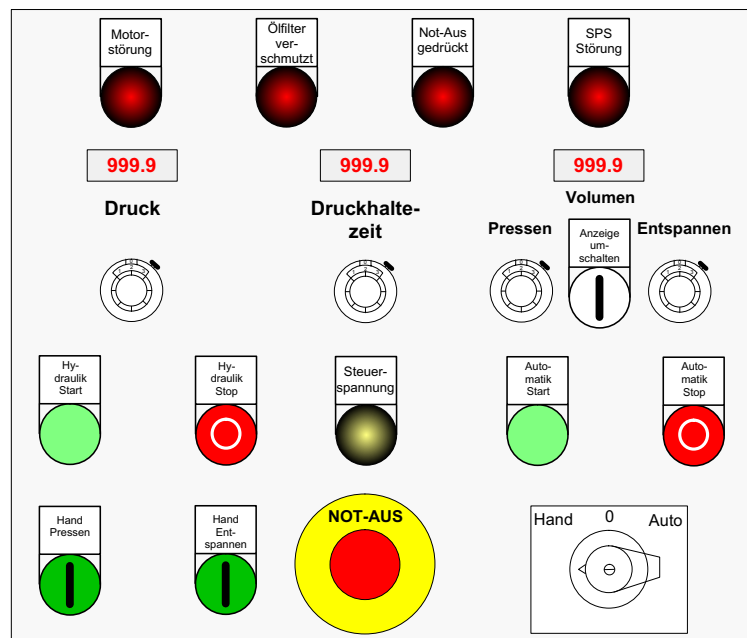 Motor-
störung
Ölfilter
ver-
schmutzt
Not-Aus
gedrückt
SPS
Störung
999.9
999.9
999.9
Druck
Druckhalte-
zeit
Volumen
Pressen
Anzeige
um-
schalten
Entspannen
Hy-
draulik
Start
Hy-
draulik
Stop
Steuer-
spannung
Auto-
matik
Start
Auto-
matik
Stop
Hand
Pressen
Hand
Ent-
spannen
NOT-AUS
Hand 0 Auto